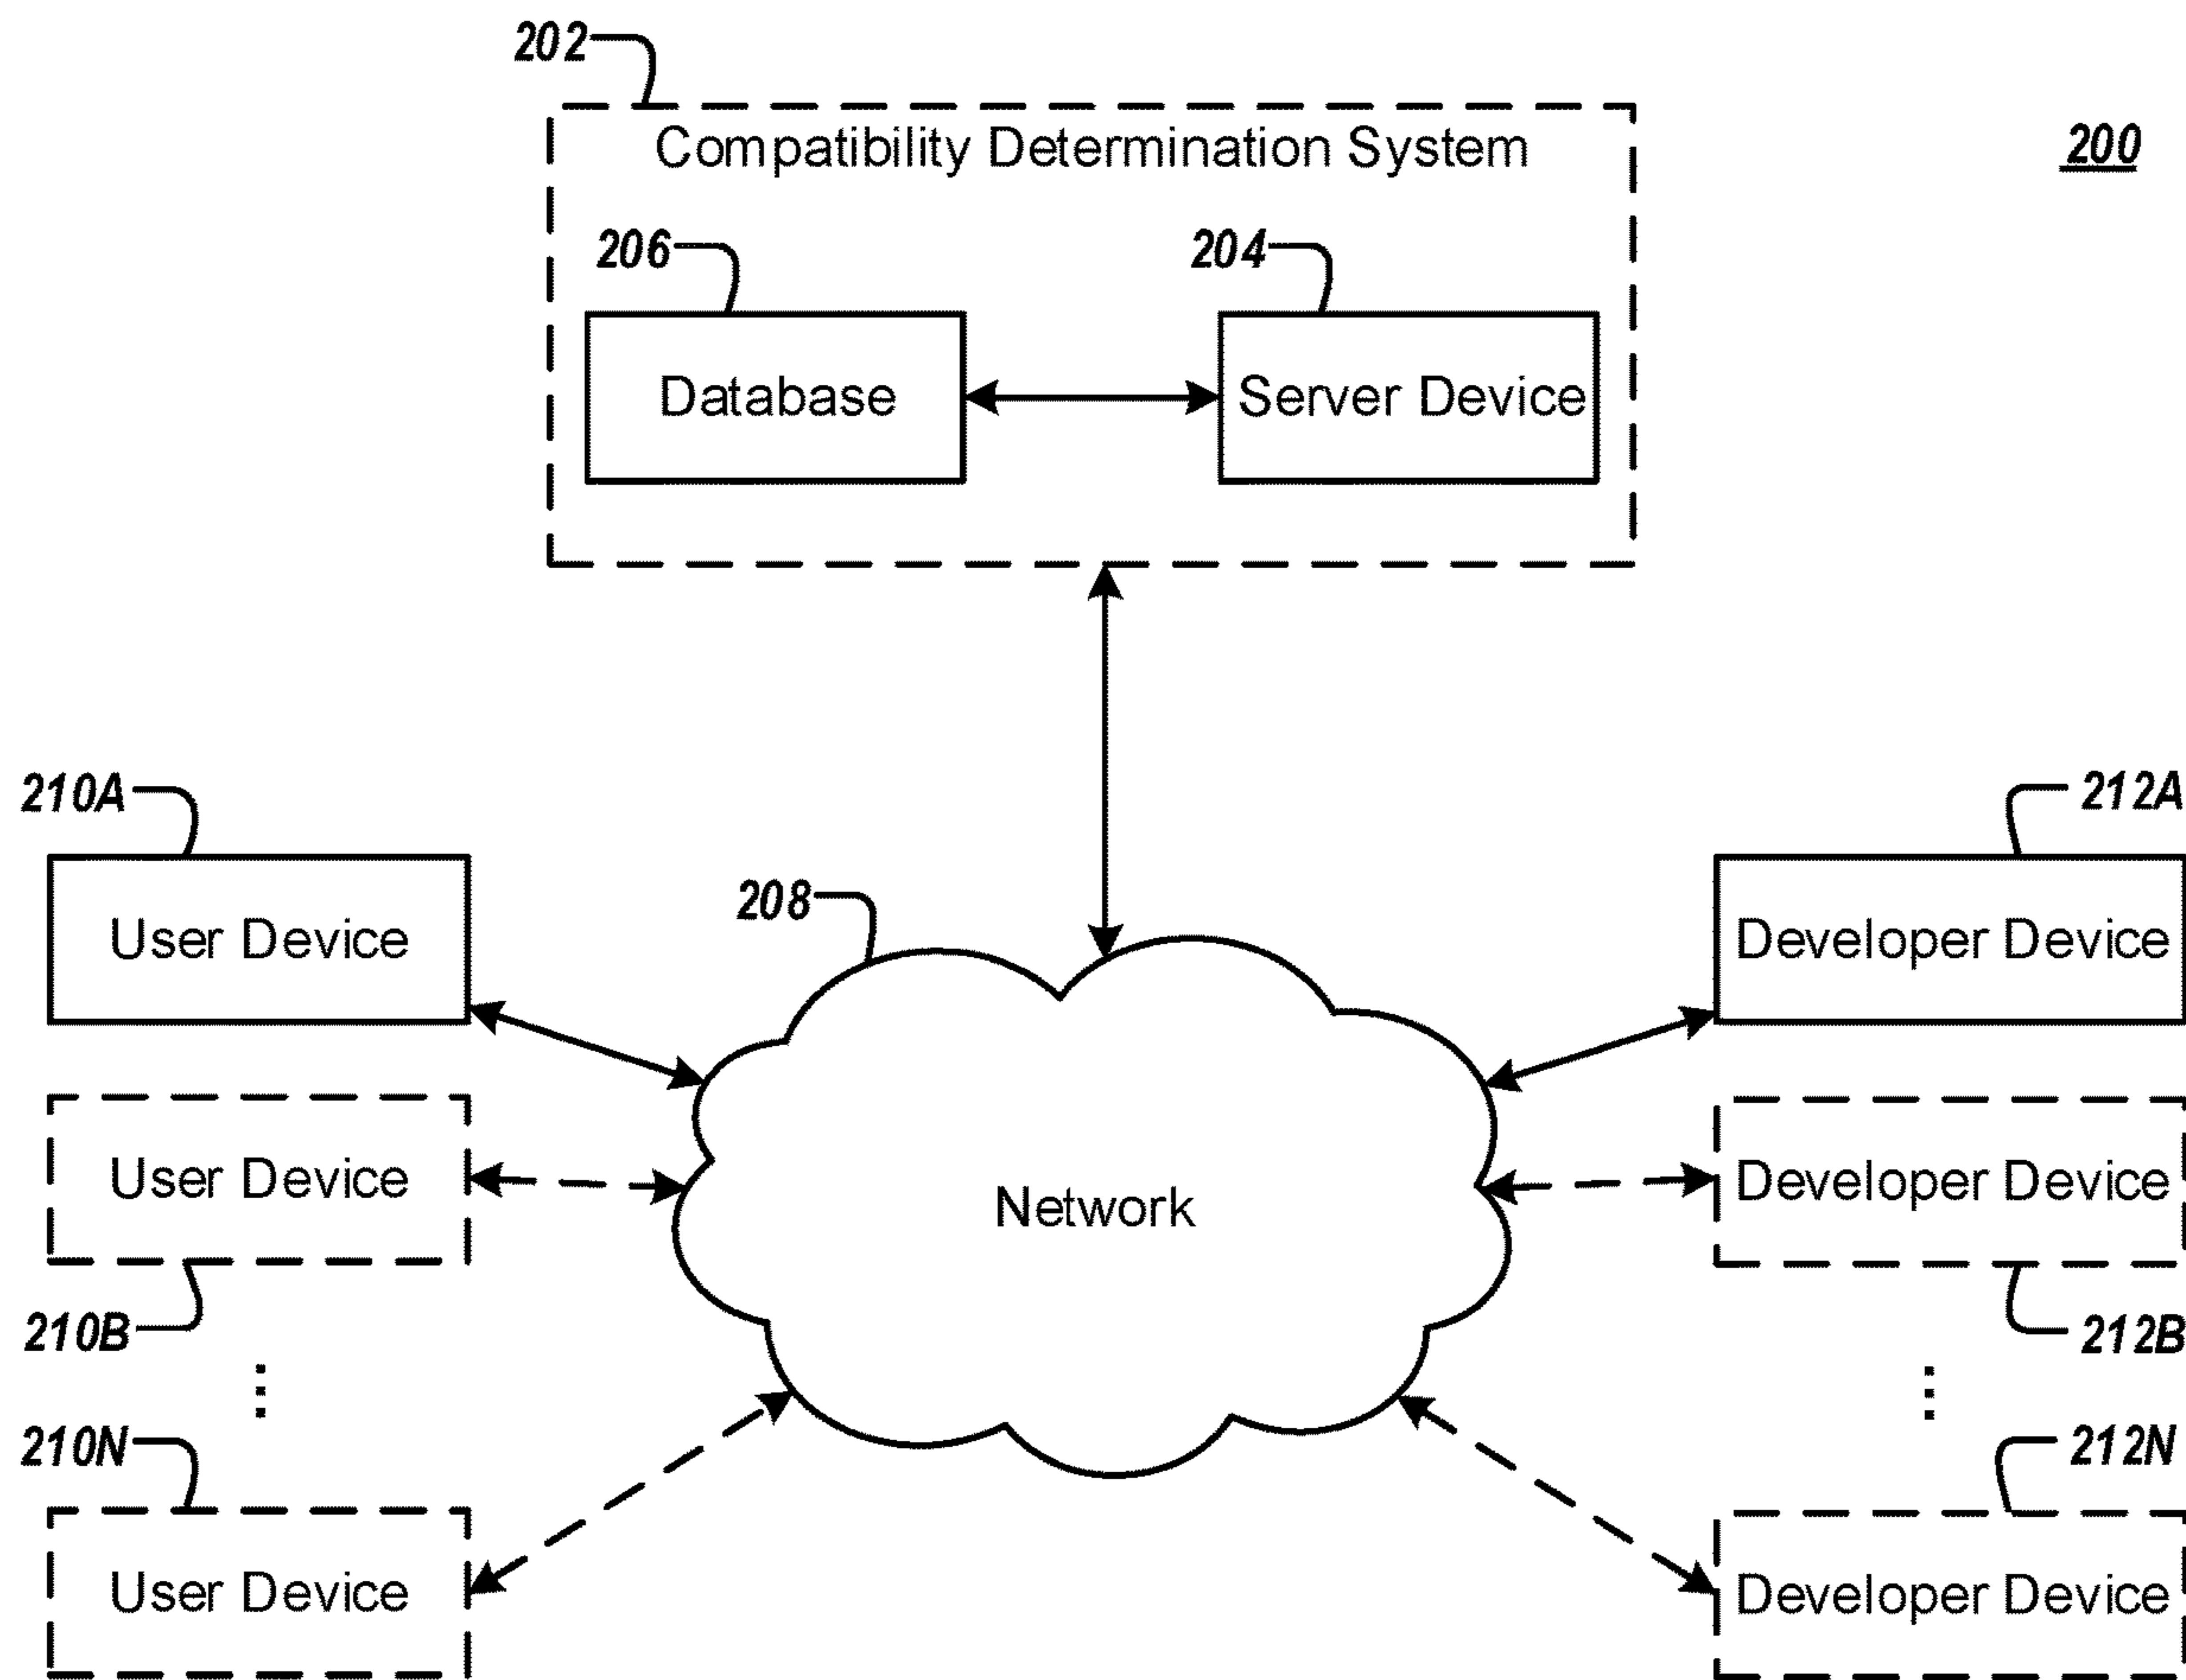 202
Compatibility Determination System
200
206
204
Database
Server Device
210A
212A
208
User Device
Developer Device
User Device
Developer Device
Network
210B
212B
210N
212N
User Device
Developer Device